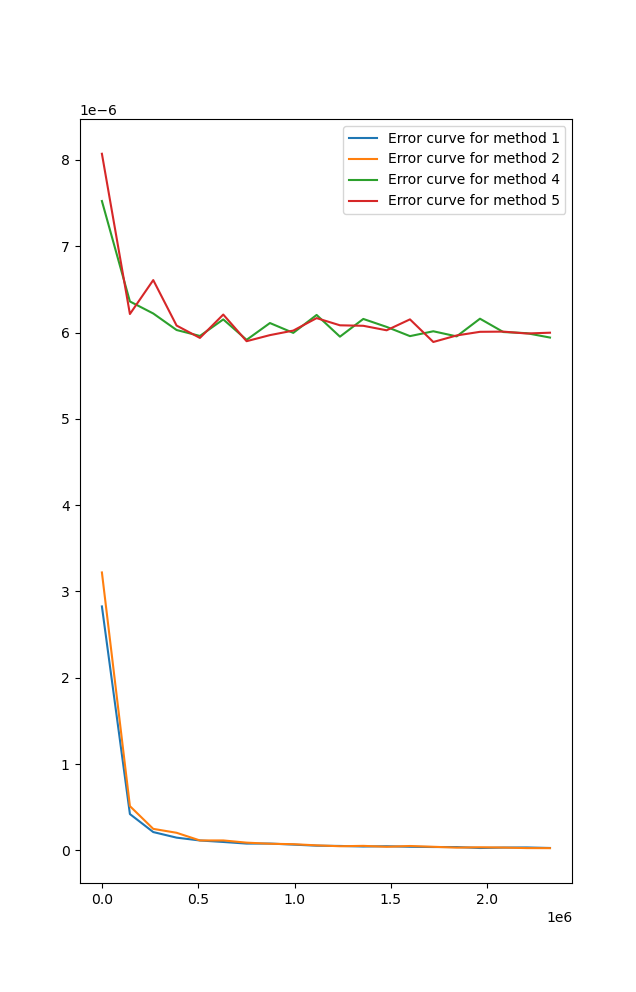 1e−6
Error curve for method 1
Error curve for method 2
Error curve for method 4
Error curve for method 5
8
7
6
5
4
3
2
1
0
0.0 0.5 1.0 1.5 2.0
1e6